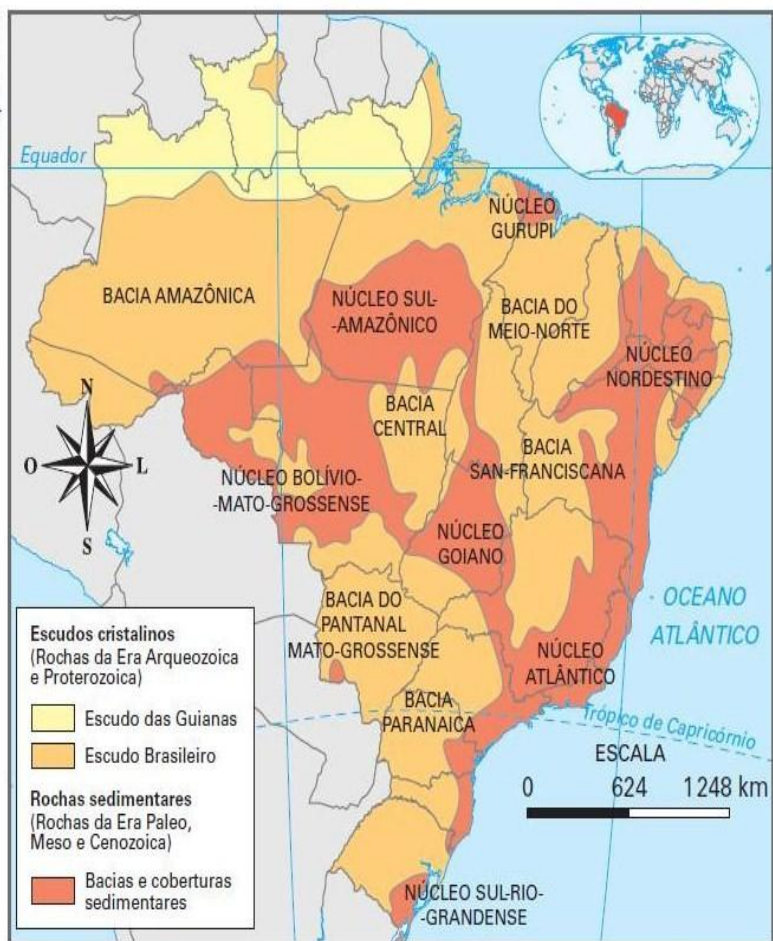 Equador
NÚCLEO
GURUPI
BACIA AMAZÔNICA
NÚCLEO SUL-
-AMAZÔNICO
BACIA DO
MEIO-NORTE
NÚCLEO
NORDESTINO
BACIA
CENTRAL
BACIA
SAN-FRANCISCANA
N
O
L
S
NÚCLEO BOLÍVIO-
-MATO-GROSSENSE
NÚCLEO
GOIANO
BACIA DO
PANTANAL
MATO-GROSSENSE
NÚCLEO
ATLÂNTICO
OCEANO
ATLÂNTICO
BACIA
PARANAICA
Trópico de Capricórnio
ESCALA
0 624 1 248 km
NÚCLEO SUL-RIO-
-GRANDENSE
Escudos cristalinos
(Rochas da Era Arqueozoica
e Proterozoica)
Escudo das Guianas
Escudo Brasileiro
Rochas sedimentares
(Rochas da Era Paleo,
Meso e Cenozoica)
Bacias e coberturas
sedimentares